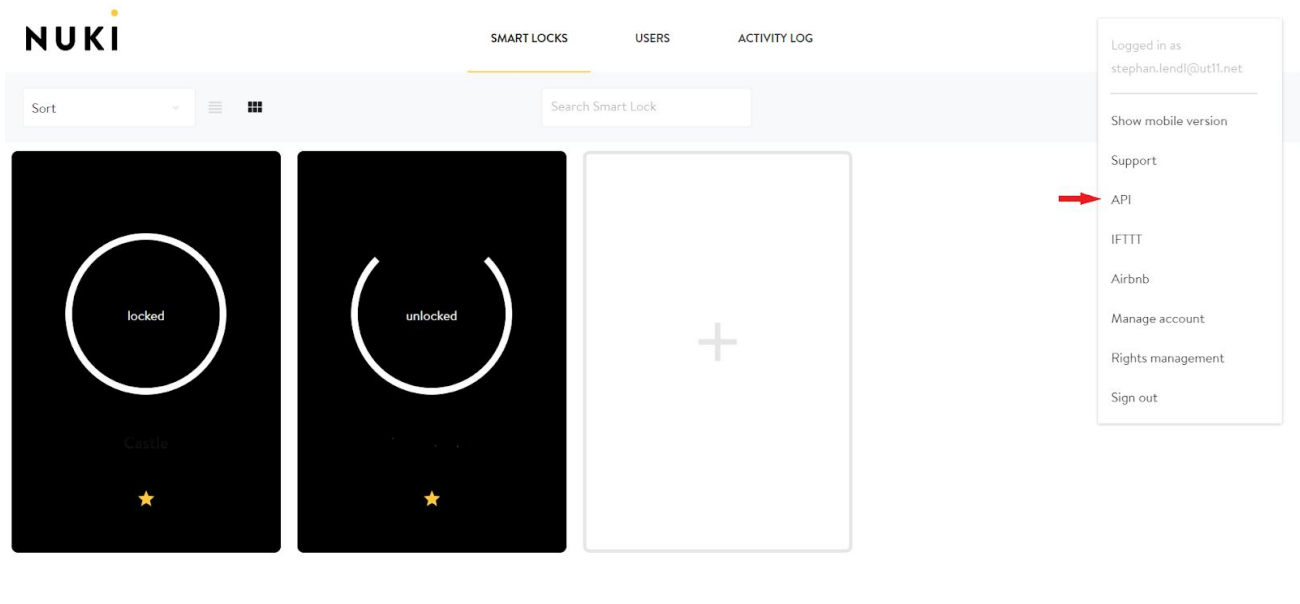 NUKI
SMART LOCKS
USERS
ACTIVITY LOG
Logged in as
stephan.lendl@ut11.net
Sort
Search Smart Lock
Show mobile version
Support
API
IFTTT
Airbnb
Manage account
Rights management
Sign out
locked
unlocked
Castle